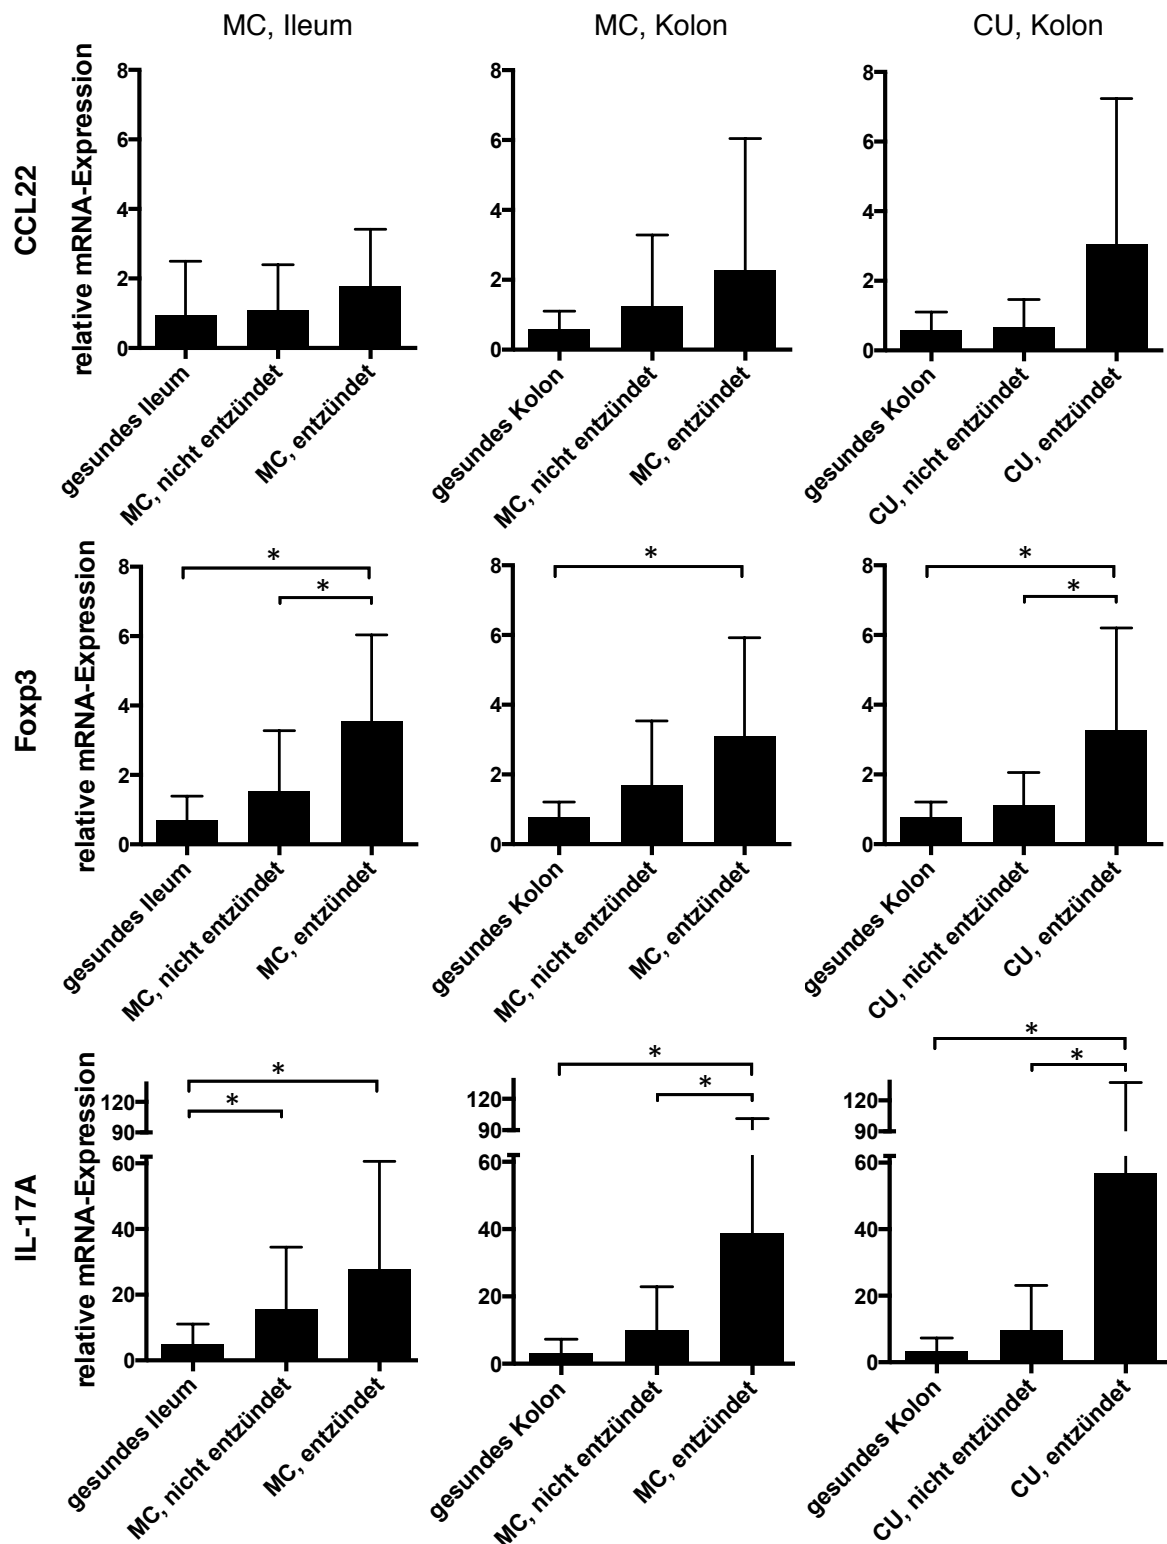 MC, Ileum
MC, Kolon
CU, Kolon
CCL22
relative mRNA-Expression
8
6
4
2
0
gesundes Ileum
MC, nicht entzündet
MC, entzündet
8
6
4
2
0
gesundes Kolon
MC, nicht entzündet
MC, entzündet
8
6
4
2
0
gesundes Kolon
CU, nicht entzündet
CU, entzündet
Foxp3
relative mRNA-Expression
8
6
4
2
0
*
*
gesundes Ileum
MC, nicht entzündet
MC, entzündet
8
6
4
2
0
*
gesundes Kolon
MC, nicht entzündet
MC, entzündet
8
6
4
2
0
*
*
gesundes Kolon
CU, nicht entzündet
CU, entzündet
IL-17A
relative mRNA-Expression
120
90
60
40
20
0
*
*
gesundes Ileum
MC, nicht entzündet
MC, entzündet
120
90
60
40
20
0
*
*
gesundes Kolon
MC, nicht entzündet
MC, entzündet
120
90
60
40
20
0
*
*
gesundes Kolon
CU, nicht entzündet
CU, entzündet